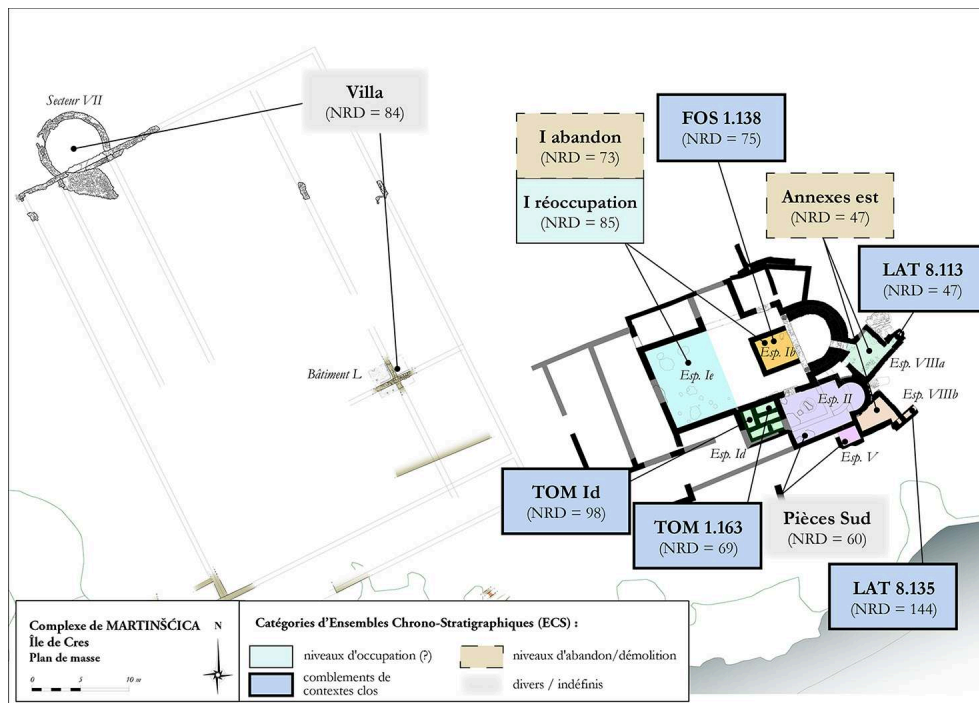 Secteur VII
Villa
(NRD = 84)
FOS 1.138
(NRD = 75)
I abandon
(NRD = 73)
I réoccupation
(NRD = 85)
Annexes est
(NRD = 47)
LAT 8.113
(NRD = 47)
Bâtiment L
Esp. Ie
Esp. Ib
Esp. II
Esp. VIIIa
Esp. VIIIb
Esp. Id
Esp. V
TOM Id
(NRD = 98)
TOM 1.163
(NRD = 69)
Pièces Sud
(NRD = 60)
LAT 8.135
(NRD = 144)
Complexe de MARTINŠĆICA
Île de Cres
Plan de masse
N
0 5 10 m
Catégories d'Ensembles Chrono-Stratigraphiques (ECS) :
niveaux d'occupation (?)
comblements de
contextes clos
niveaux d'abandon/démolition
divers / indéfinis